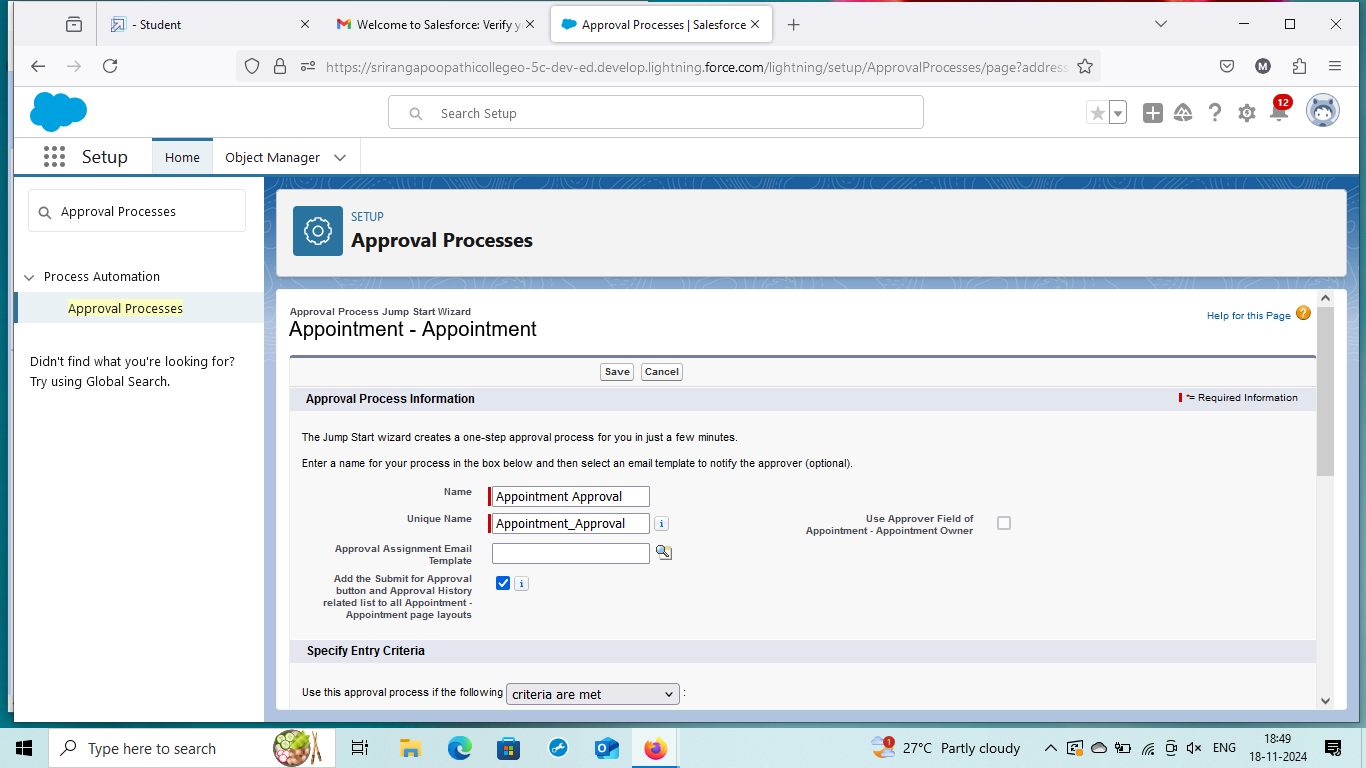 - Student
Welcome to Salesforce: Verify y
Approval Processes | Salesforce
https://srirangapoopathicollegeo-5c-dev-ed.develop.lightning.force.com/lightning/setup/ApprovalProcesses/page?address
M
Search Setup
12
Setup
Home
Object Manager
Approval Processes
SETUP
Approval Processes
Process Automation
Approval Processes
Didn't find what you're looking for?
Try using Global Search.
Approval Process Jump Start Wizard
Appointment - Appointment
Help for this Page ?
Save
Cancel
Approval Process Information
*= Required Information
The Jump Start wizard creates a one-step approval process for you in just a few minutes.
Enter a name for your process in the box below and then select an email template to notify the approver (optional).
Name
Appointment Approval
Unique Name
Appointment_Approval
i
Use Approver Field of
Appointment - Appointment Owner
Approval Assignment Email
Template
Add the Submit for Approval
button and Approval History
related list to all Appointment -
Appointment page layouts
i
Specify Entry Criteria
Use this approval process if the following criteria are met :
Type here to search
1
27°C Partly cloudy
ENG
18:49
18-11-2024